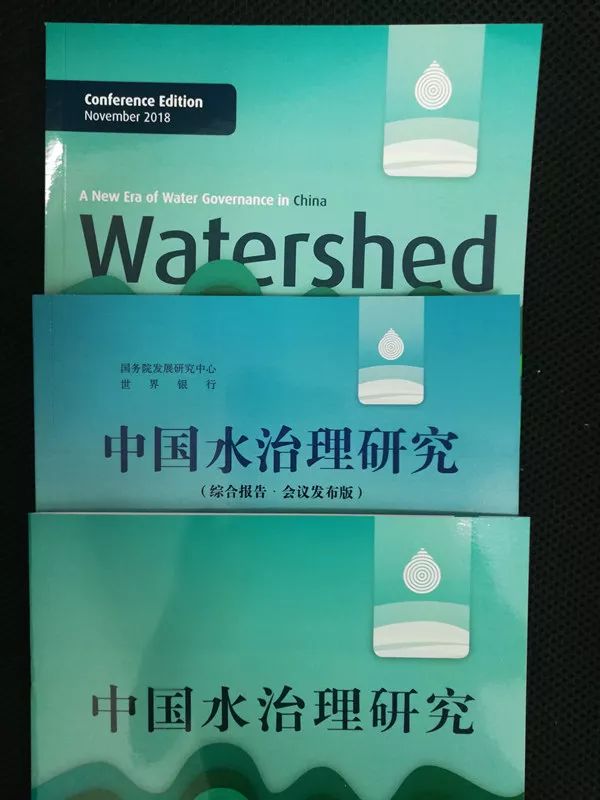 Conference Edition
November 2018
A New Era of Water Governance in China
Watershed
国务院发展研究中心
世界银行
中国水治理研究
（综合报告·会议发布版）
中国水治理研究